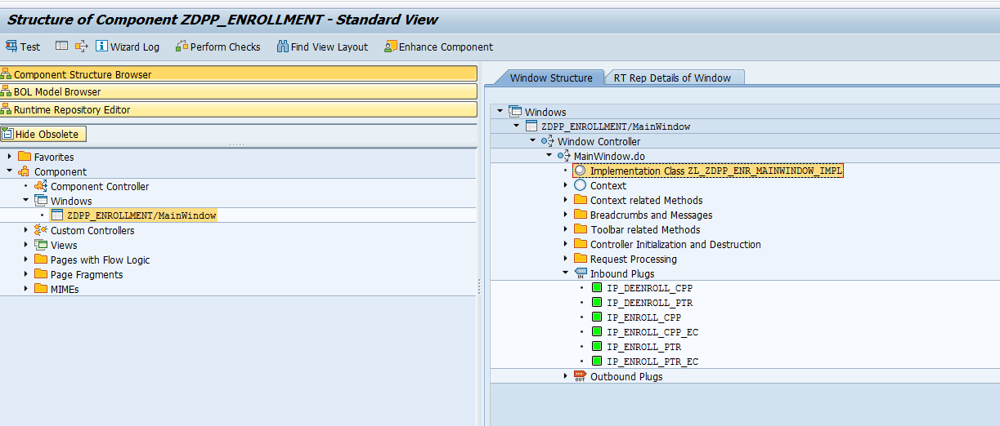 Structure of Component ZDPP_ENROLLMENT - Standard View
Test Wizard Log Perform Checks Find View Layout Enhance Component
Component Structure Browser
BOL Model Browser
Runtime Repository Editor
Hide Obsolete
Favorites
Component
Component Controller
Windows
ZDPP_ENROLLMENT/MainWindow
Custom Controllers
Views
Pages with Flow Logic
Page Fragments
MIMEs
Window Structure RT Rep Details of Window
Windows
ZDPP_ENROLLMENT/MainWindow
Window Controller
MainWindow.do
Implementation Class ZL_ZDPP_ENR_MAINWINDOW_IMPL
Context
Context related Methods
Breadcrumbs and Messages
Toolbar related Methods
Controller Initialization and Destruction
Request Processing
IN Inbound Plugs
IP_DEENROLL_CPP
IP_DEENROLL_PTR
IP_ENROLL_CPP
IP_ENROLL_CPP_EC
IP_ENROLL_PTR
IP_ENROLL_PTR_EC
OUT Outbound Plugs